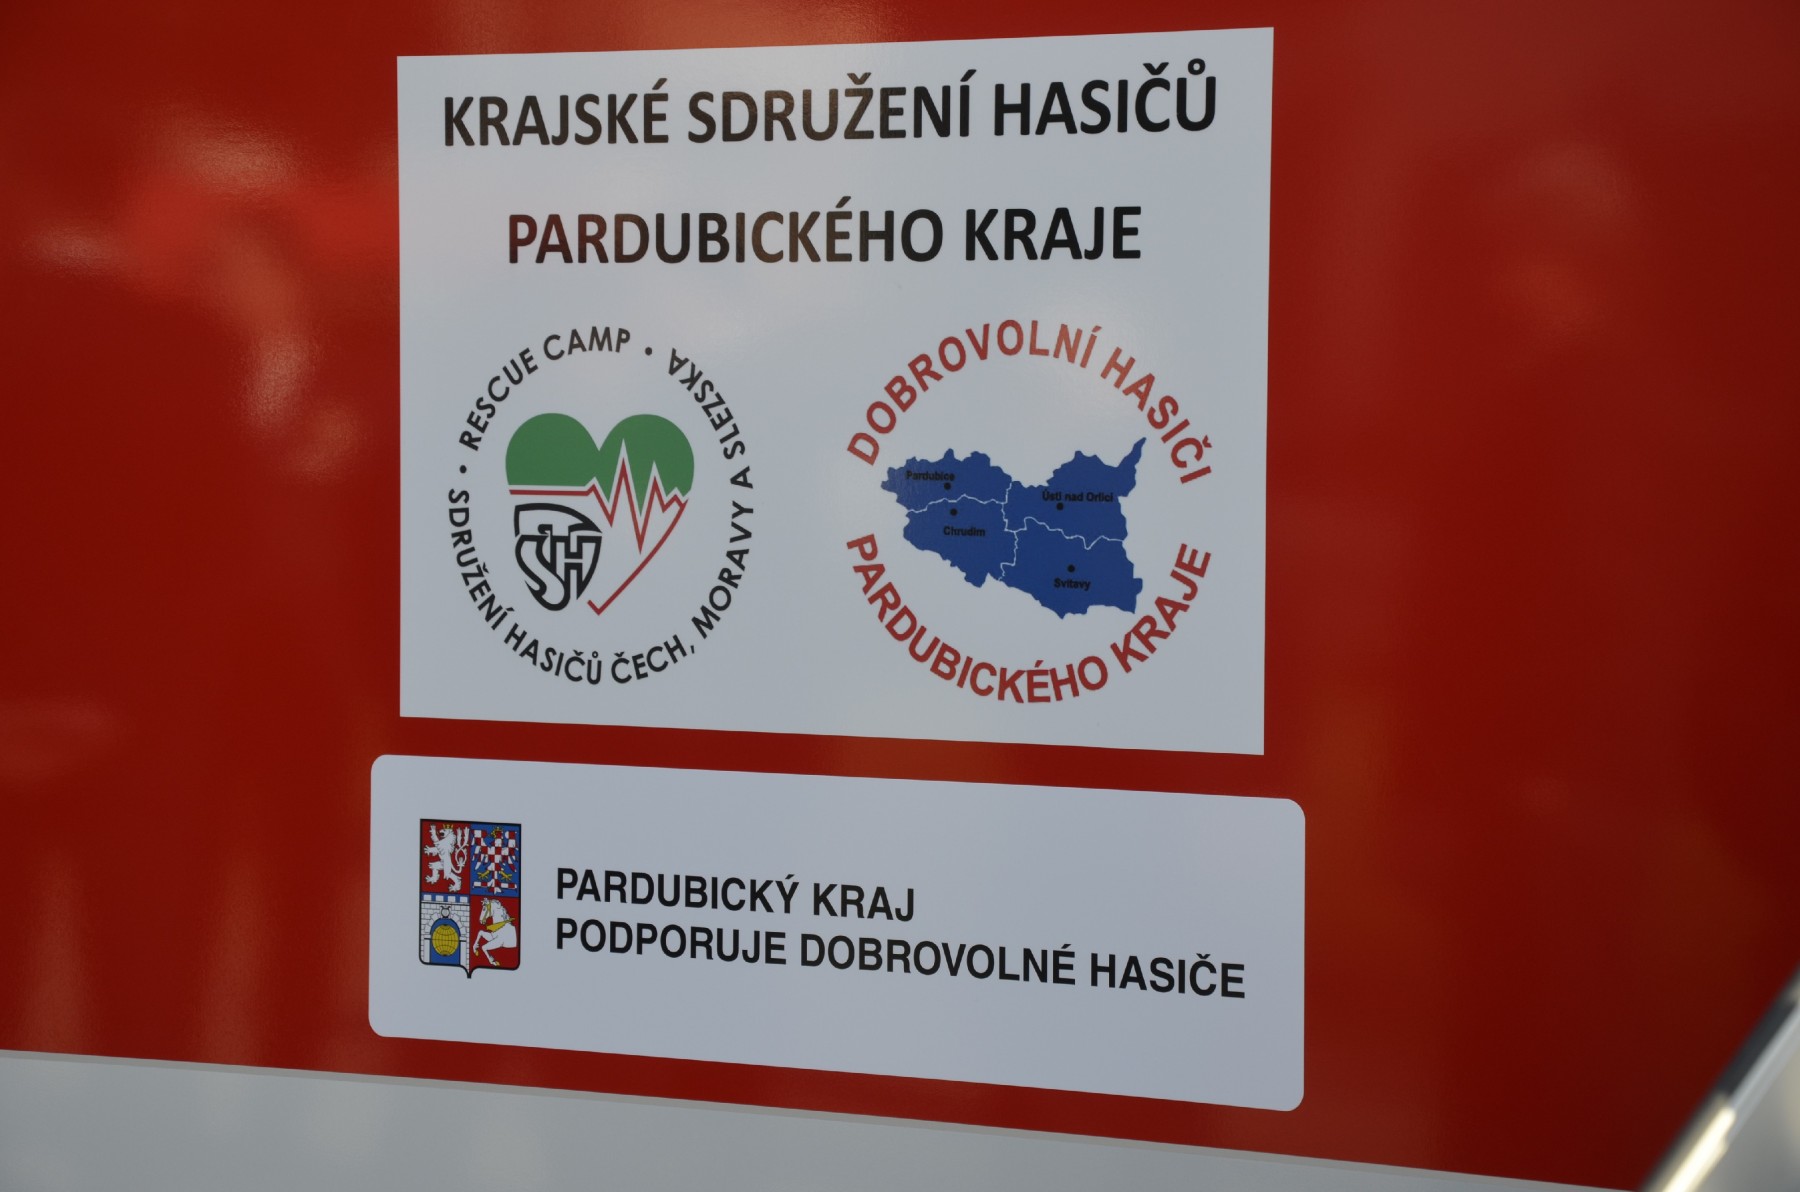 KRAJSKÉ SDRUŽENÍ HASIČŮ
PARDUBICKÉHO KRAJE
• RESCUE CAMP •
SDRUŽENÍ HASIČŮ ČECH, MORAVY A SLEZSKA
SH
DOBROVOLNÍ HASIČI
Pardubice
Ústí nad Orlicí
Chrudim
Svitavy
PARDUBICKÉHO KRAJE
PARDUBICKÝ KRAJ
PODPORUJE DOBROVOLNÉ HASIČE